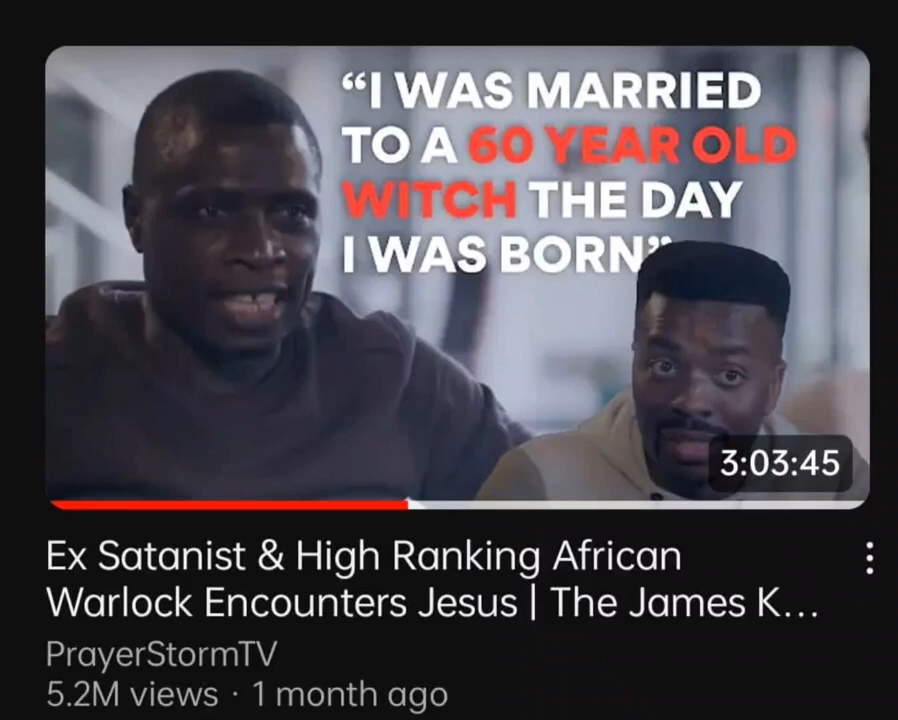 “I WAS MARRIED
TO A 60 YEAR OLD
WITCH THE DAY
I WAS BORN”
3:03:45
Ex Satanist & High Ranking African
Warlock Encounters Jesus | The James K...
PrayerStormTV
5.2M views · 1 month ago